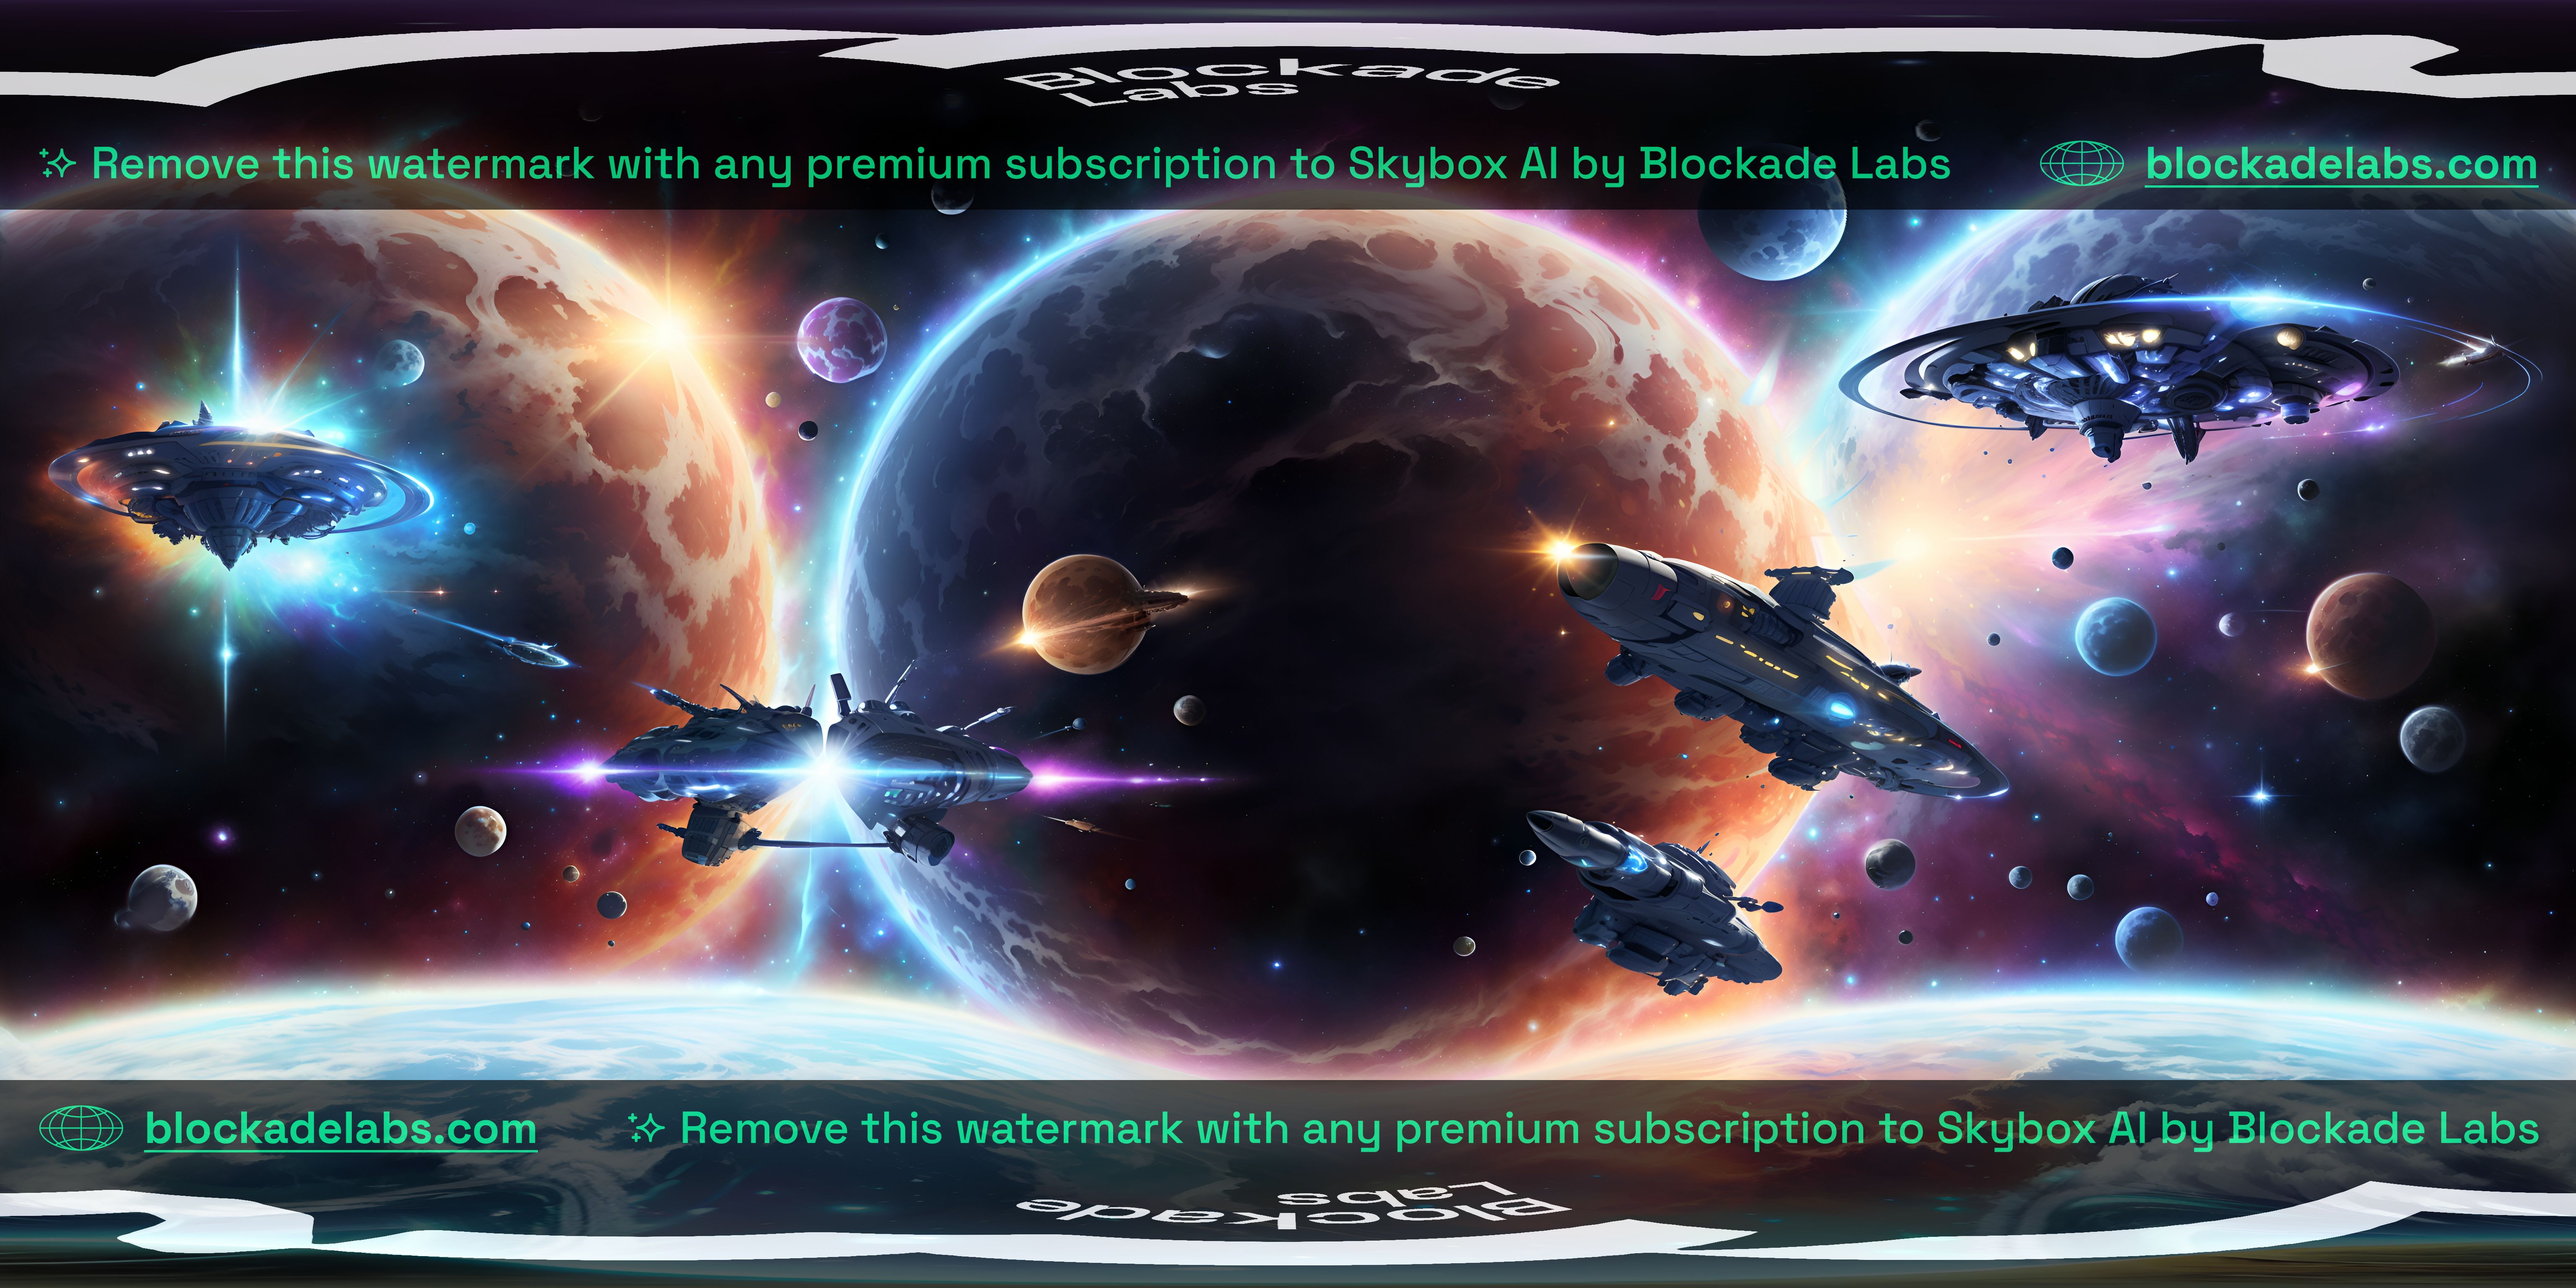 Blockade
Labs
Remove this watermark with any premium subscription to Skybox AI by Blockade Labs
blockadelabs.com
blockadelabs.com
Remove this watermark with any premium subscription to Skybox AI by Blockade Labs
Labs
Blockade